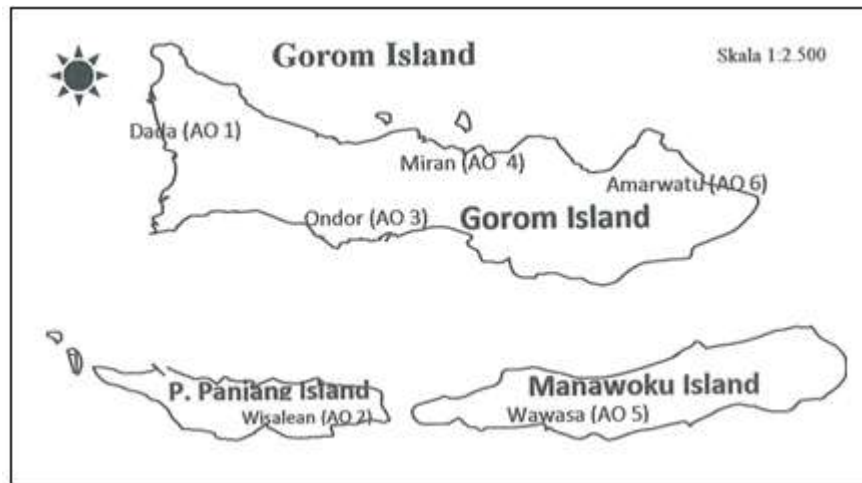 Gorom Island
Skala 1:2.500
Dada (AO 1)
Miran (AO 4)
Amarwatu (AO 6)
Ondor (AO 3)
Gorom Island
P. Paniang Island
Wisalean (AO 2)
Manawoku Island
Wawasa (AO 5)